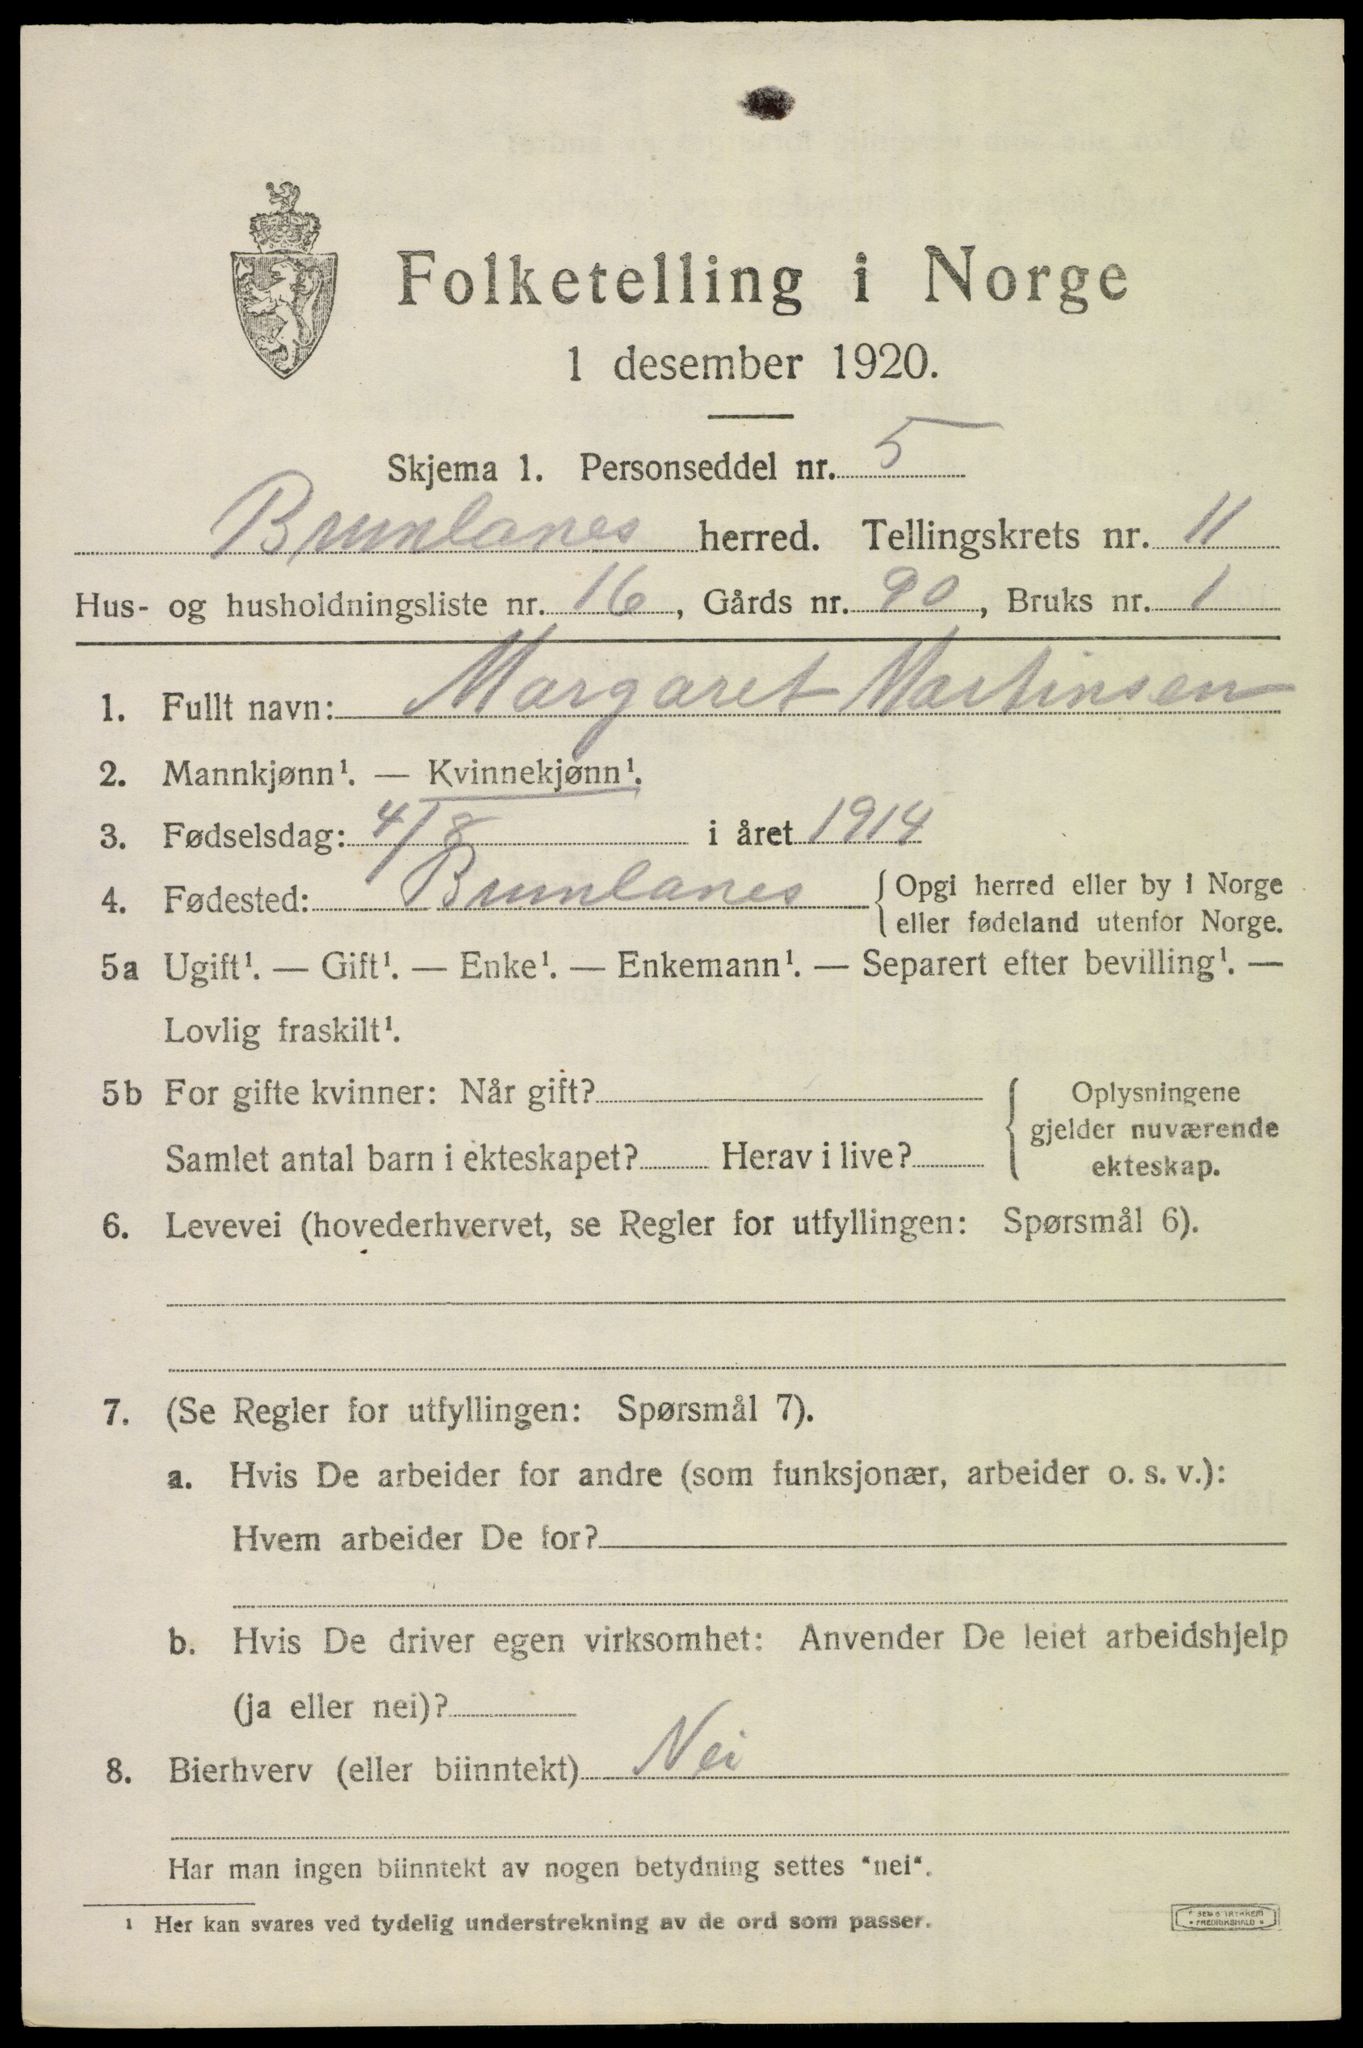 Folketelling i Norge
1 desember 1920.
Skjema 1. Personseddel nr. 5
Brunlanes herred. Tellingskrets nr. 11
Hus- og husholdningsliste nr. 16, Gårds nr. 90, Bruks nr. 1
1. Fullt navn: Margaret Martinsen
2. Mannkjønn¹. — Kvinnekjønn¹.
3. Fødselsdag: 4/8 i året 1914
4. Fødested: Brunlanes { Opgi herred eller by i Norge
eller fødeland utenfor Norge.
5a Ugift¹. — Gift¹. — Enke¹. — Enkemann¹. — Separert efter bevilling¹. —
Lovlig fraskilt¹.
5b For gifte kvinner: Når gift? { Oplysningene
gjelder nuværende
Samlet antal barn i ekteskapet? Herav i live? ekteskap.
6. Levevei (hovederhvervet, se Regler for utfyllingen: Spørsmål 6).
7. (Se Regler for utfyllingen: Spørsmål 7).
a. Hvis De arbeider for andre (som funksjonær, arbeider o. s. v.):
Hvem arbeider De for?
b. Hvis De driver egen virksomhet: Anvender De leiet arbeidshjelp
(ja eller nei)?
8. Bierhverv (eller biinntekt) Nei
Har man ingen biinntekt av nogen betydning settes "nei".
¹ Her kan svares ved tydelig understrekning av de ord som passer.
FREDRIKSHALD